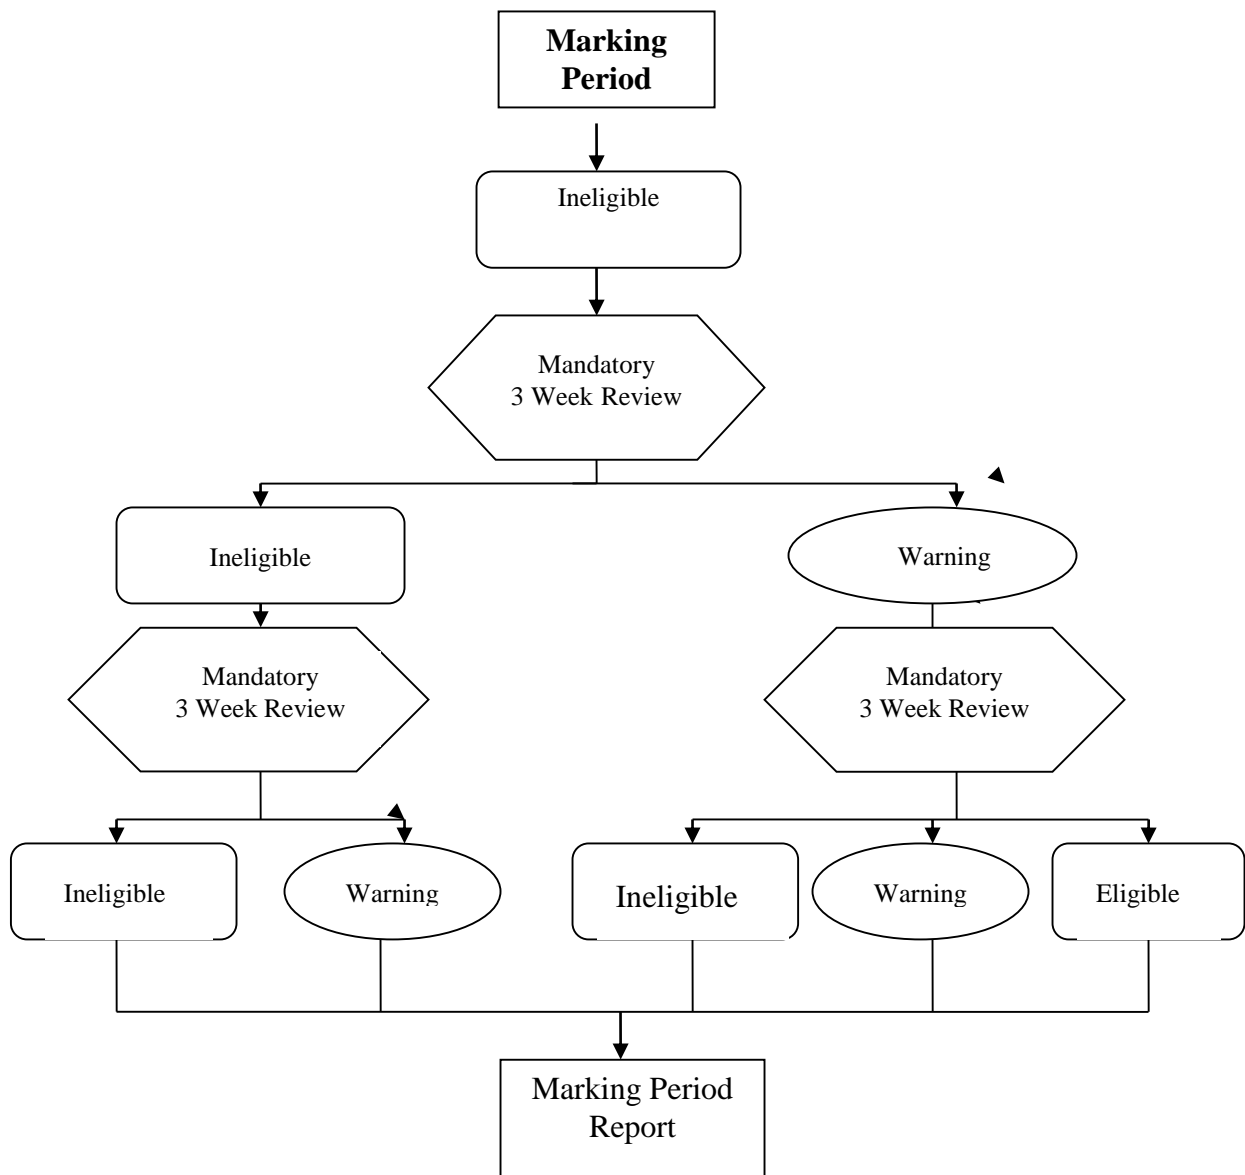 Marking
Period
Ineligible
Mandatory
3 Week Review
Ineligible
Warning
Mandatory
3 Week Review
Mandatory
3 Week Review
Ineligible
Warning
Ineligible
Warning
Eligible
Marking Period
Report